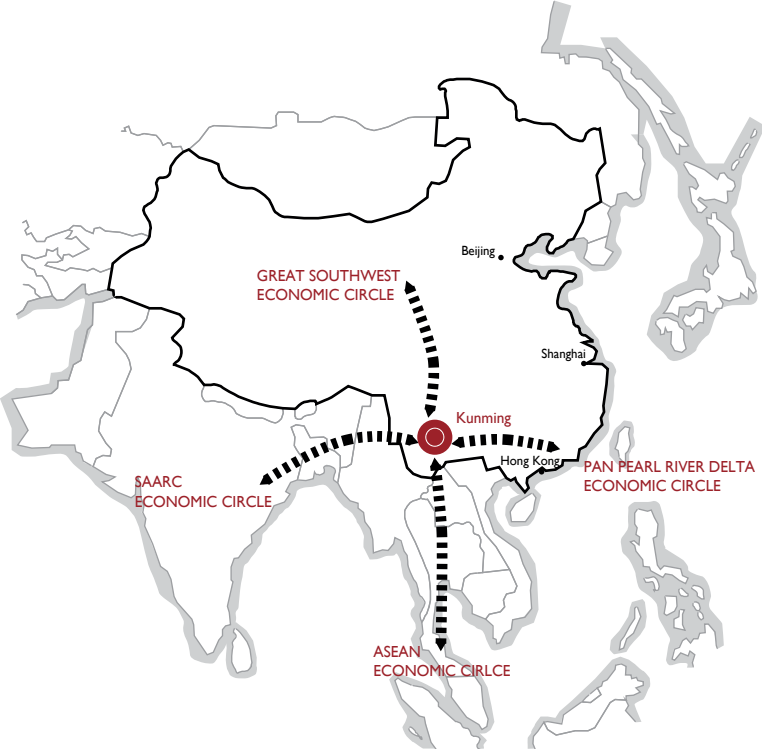 Beijing
GREAT SOUTHWEST
ECONOMIC CIRCLE
Shanghai
Kunming
Hong Kong
PAN PEARL RIVER DELTA
ECONOMIC CIRCLE
SAARC
ECONOMIC CIRCLE
ASEAN
ECONOMIC CIRLCE